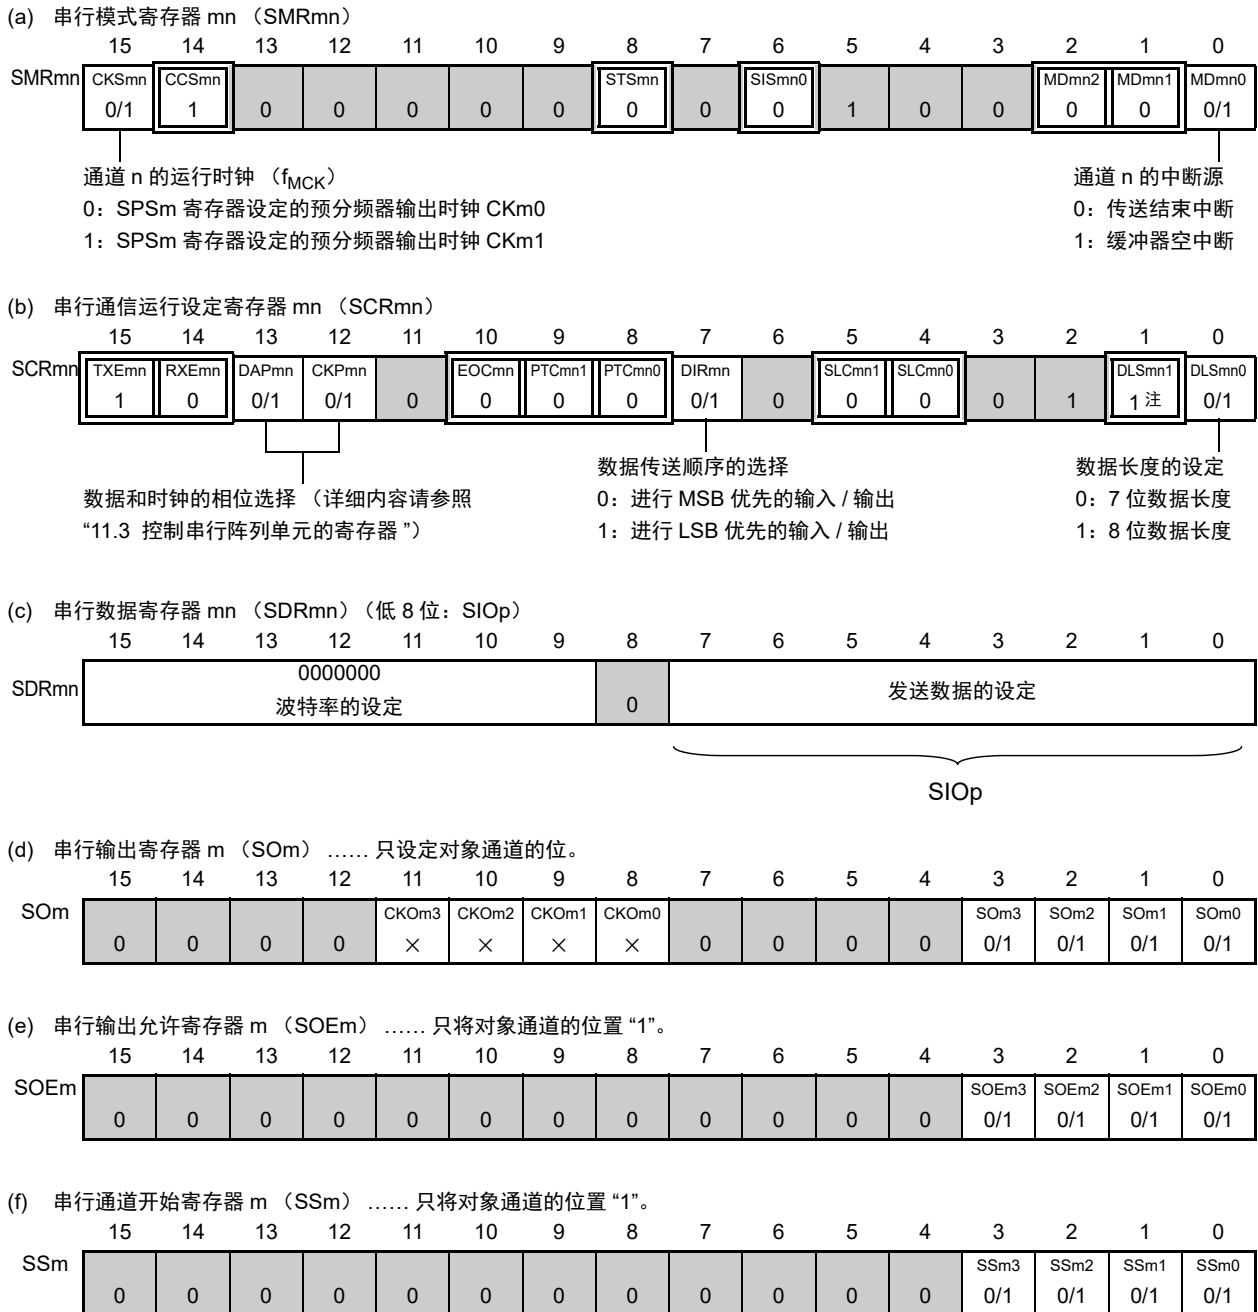 (a) 串行模式寄存器 mn （SMRmn）
15 14 13 12 11 10 9 8 7 6 5 4 3 2 1 0
SMRmn CKSmn CCSmn STSmn SISmn0 MDmn2 MDmn1 MDmn0
0/1 1 0 0 0 0 0 0 0 0 1 0 0 0 0 0/1
通道 n 的运行时钟 （fMCK） 通道 n 的中断源
0：SPSm 寄存器设定的预分频器输出时钟 CKm0 0：传送结束中断
1：SPSm 寄存器设定的预分频器输出时钟 CKm1 1：缓冲器空中断
(b) 串行通信运行设定寄存器 mn （SCRmn）
15 14 13 12 11 10 9 8 7 6 5 4 3 2 1 0
SCRmn TXEmn RXEmn DAPmn CKPmn EOCmn PTCmn1 PTCmn0 DIRmn SLCmn1 SLCmn0 DLSmn1 DLSmn0
1 0 0/1 0/1 0 0 0 0 0/1 0 0 0 0 1 1 注 0/1
数据传送顺序的选择 数据长度的设定
数据和时钟的相位选择 （详细内容请参照 0：进行 MSB 优先的输入 / 输出 0：7 位数据长度
“11.3 控制串行阵列单元的寄存器 ”） 1：进行 LSB 优先的输入 / 输出 1：8 位数据长度
(c) 串行数据寄存器 mn （SDRmn）（低 8 位：SIOp）
15 14 13 12 11 10 9 8 7 6 5 4 3 2 1 0
SDRmn 0000000
波特率的设定 0 发送数据的设定
SIOp
(d) 串行输出寄存器 m （SOm） …… 只设定对象通道的位。
15 14 13 12 11 10 9 8 7 6 5 4 3 2 1 0
SOm CKOm3 CKOm2 CKOm1 CKOm0 SOm3 SOm2 SOm1 SOm0
0 0 0 0 × × × × 0 0 0 0 0/1 0/1 0/1 0/1
(e) 串行输出允许寄存器 m （SOEm） …… 只将对象通道的位置 “1”。
15 14 13 12 11 10 9 8 7 6 5 4 3 2 1 0
SOEm SOEm3 SOEm2 SOEm1 SOEm0
0 0 0 0 0 0 0 0 0 0 0 0 0/1 0/1 0/1 0/1
(f) 串行通道开始寄存器 m （SSm） …… 只将对象通道的位置 “1”。
15 14 13 12 11 10 9 8 7 6 5 4 3 2 1 0
SSm SSm3 SSm2 SSm1 SSm0
0 0 0 0 0 0 0 0 0 0 0 0 0/1 0/1 0/1 0/1